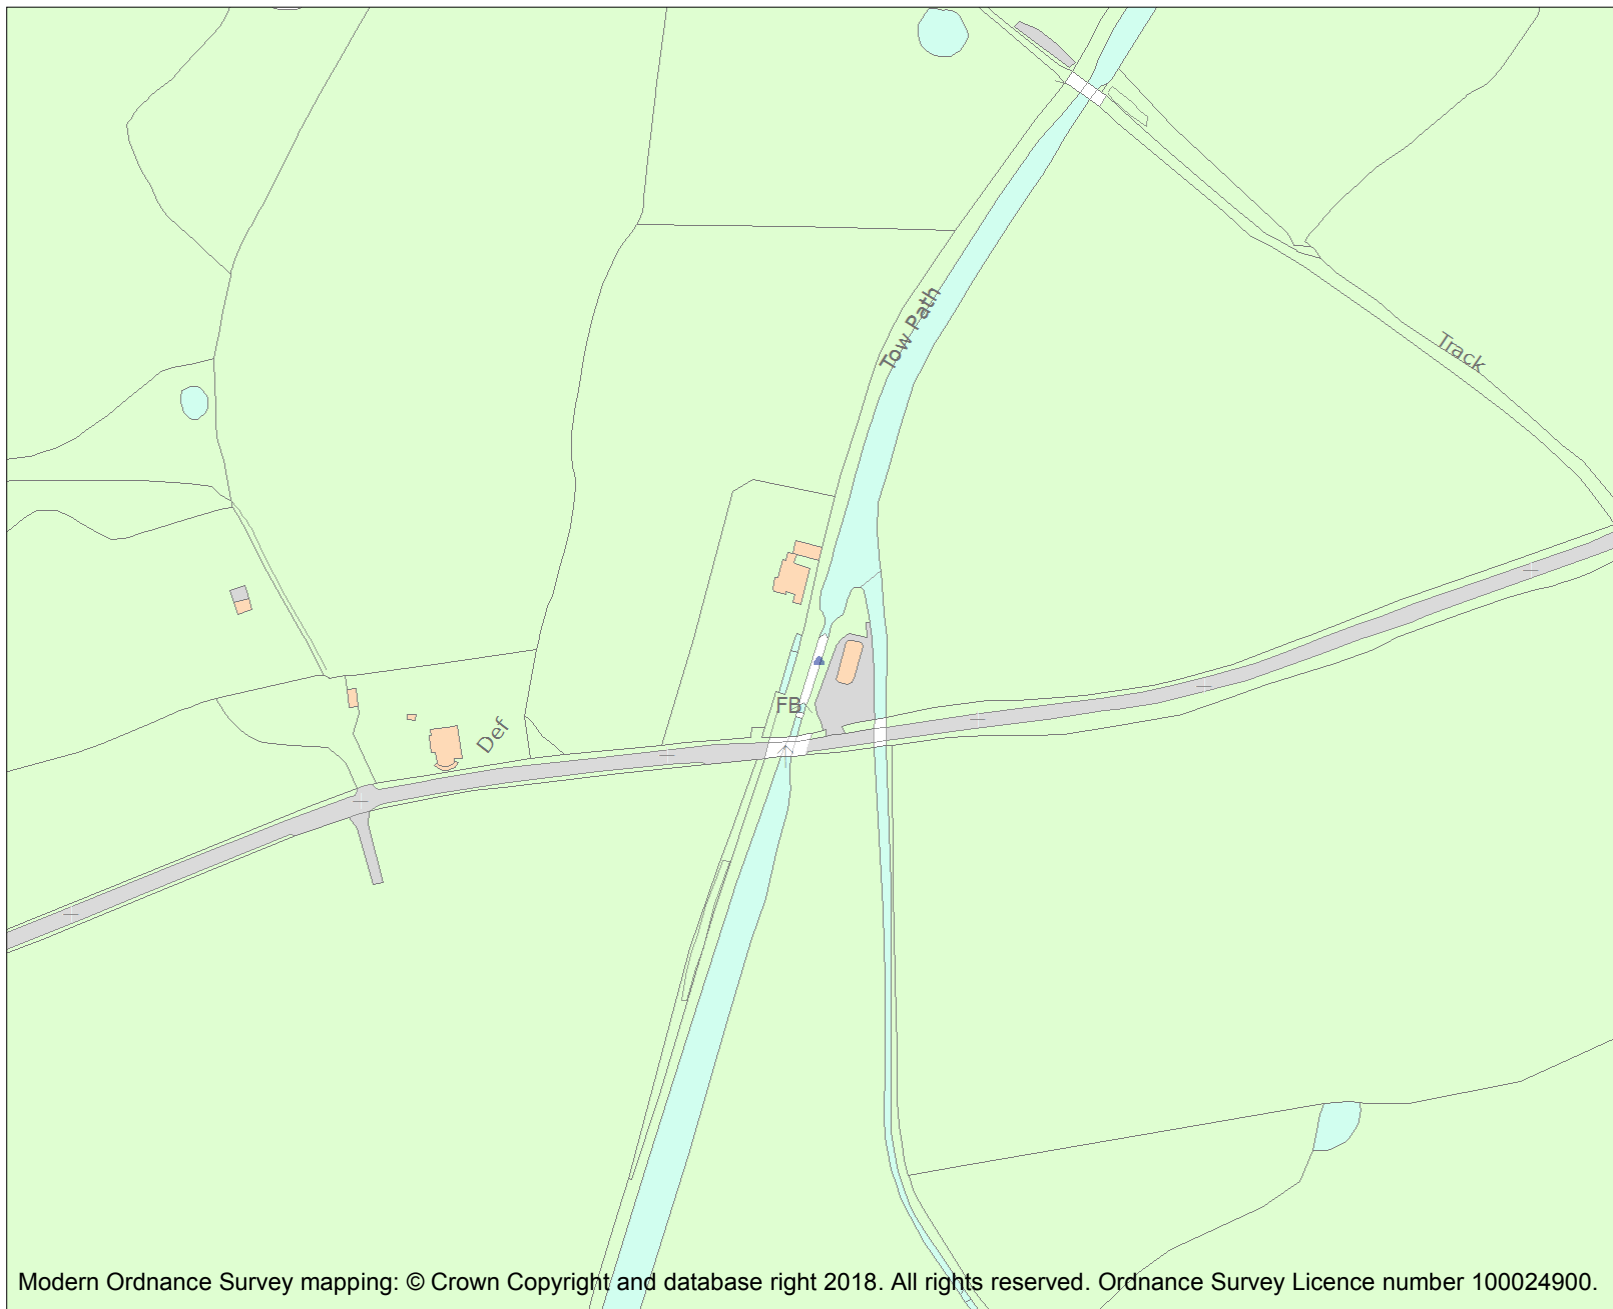 Tow Path
Track
FB
Def
Modern Ordnance Survey mapping: © Crown Copyright and database right 2018. All rights reserved. Ordnance Survey Licence number 100024900.